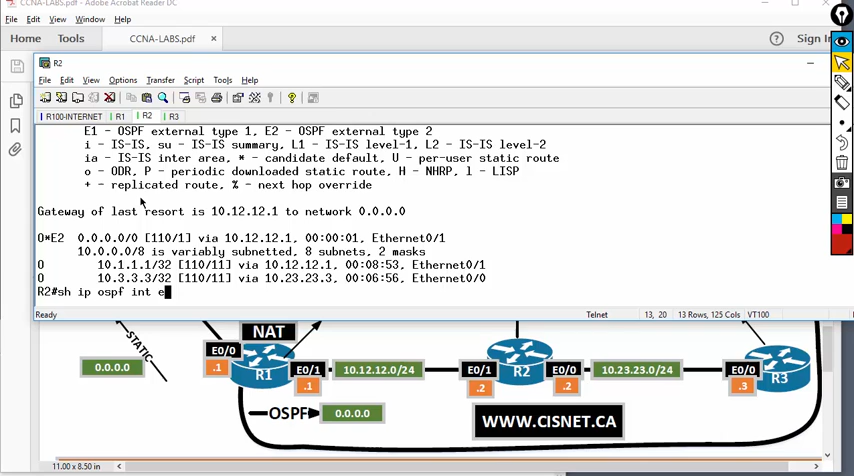 CCNA-LABS.pdf - Adobe Acrobat Reader DC
File Edit View Window Help
Home Tools CCNA-LABS.pdf × ? Sign In
R2
File Edit View Options Transfer Script Tools Help
R100-INTERNET R1 R2 R3
E1 - OSPF external type 1, E2 - OSPF external type 2
i - IS-IS, su - IS-IS summary, L1 - IS-IS level-1, L2 - IS-IS level-2
ia - IS-IS inter area, * - candidate default, U - per-user static route
o - ODR, P - periodic downloaded static route, H - NHRP, l - LISP
+ - replicated route, % - next hop override
Gateway of last resort is 10.12.12.1 to network 0.0.0.0
O*E2 0.0.0.0/0 [110/1] via 10.12.12.1, 00:00:01, Ethernet0/1
10.0.0.0/8 is variably subnetted, 8 subnets, 2 masks
O 10.1.1.1/32 [110/11] via 10.12.12.1, 00:08:53, Ethernet0/1
O 10.3.3.3/32 [110/11] via 10.23.23.3, 00:06:56, Ethernet0/0
R2#sh ip ospf int e
Ready Telnet 13, 20 13 Rows, 125 Cols VT100
NAT
STATIC
0.0.0.0
E0/0
.1
R1
E0/1
.1
10.12.12.0/24
E0/1
.2
R2
E0/0
.2
10.23.23.0/24
E0/0
.3
R3
OSPF
0.0.0.0
WWW.CISNET.CA
11.00 x 8.50 in